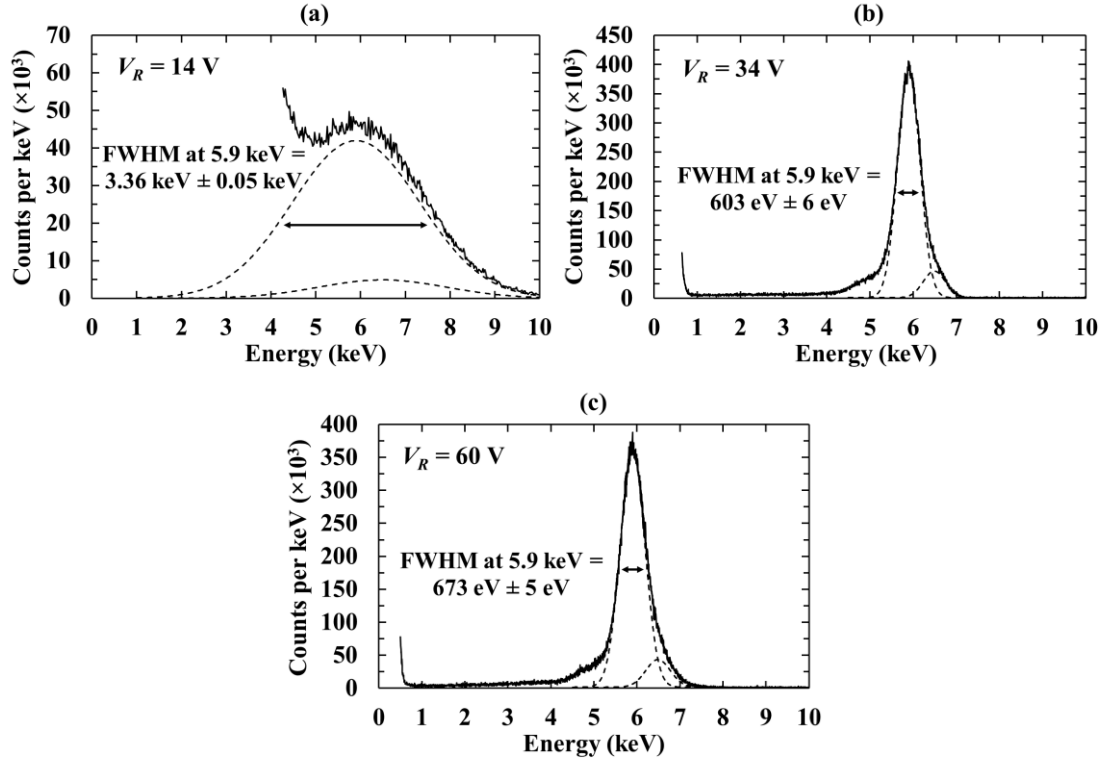 (a)
Counts per keV (×10³)
70
60
50
40
30
20
10
0
V_R = 14 V
FWHM at 5.9 keV =
3.36 keV ± 0.05 keV
0 1 2 3 4 5 6 7 8 9 10
Energy (keV)
(b)
Counts per keV (×10³)
450
400
350
300
250
200
150
100
50
0
V_R = 34 V
FWHM at 5.9 keV =
603 eV ± 6 eV
0 1 2 3 4 5 6 7 8 9 10
Energy (keV)
(c)
Counts per keV (×10³)
400
350
300
250
200
150
100
50
0
V_R = 60 V
FWHM at 5.9 keV =
673 eV ± 5 eV
0 1 2 3 4 5 6 7 8 9 10
Energy (keV)